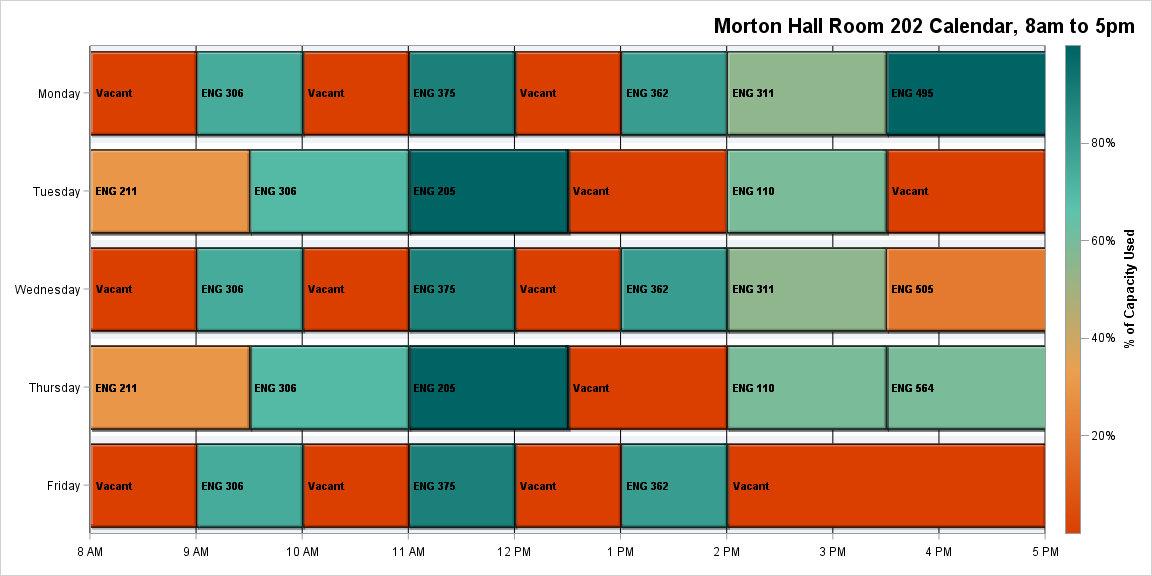 Morton Hall Room 202 Calendar, 8am to 5pm
Monday
Vacant
ENG 306
Vacant
ENG 375
Vacant
ENG 362
ENG 311
ENG 495
Tuesday
ENG 211
ENG 306
ENG 205
Vacant
ENG 110
Vacant
Wednesday
Vacant
ENG 306
Vacant
ENG 375
Vacant
ENG 362
ENG 311
ENG 505
Thursday
ENG 211
ENG 306
ENG 205
Vacant
ENG 110
ENG 564
Friday
Vacant
ENG 306
Vacant
ENG 375
Vacant
ENG 362
Vacant
8 AM
9 AM
10 AM
11 AM
12 PM
1 PM
2 PM
3 PM
4 PM
5 PM
80%
60%
40%
20%
% of Capacity Used